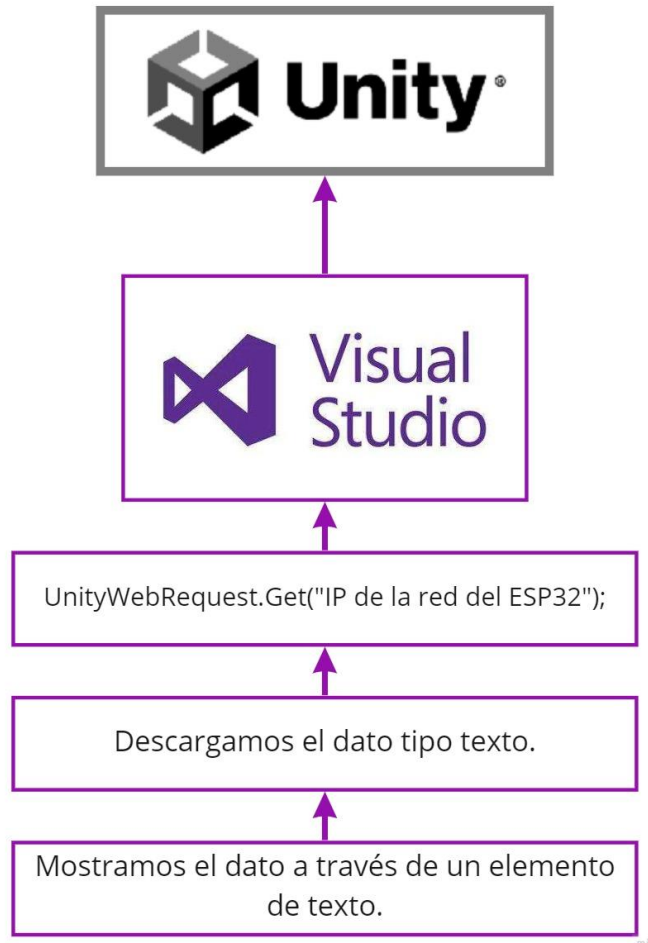 Unity®
Visual
Studio
UnityWebRequest.Get("IP de la red del ESP32");
Descargamos el dato tipo texto.
Mostramos el dato a través de un elemento
de texto.